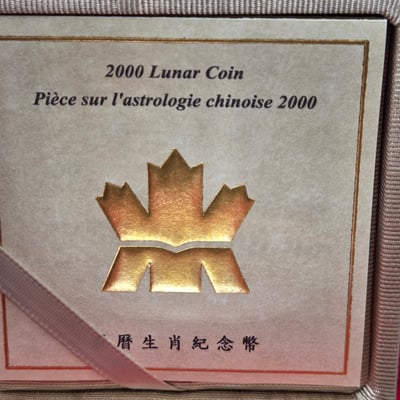 2000 Lunar Coin
Pièce sur l'astrologie chinoise 2000
曆生肖紀念幣